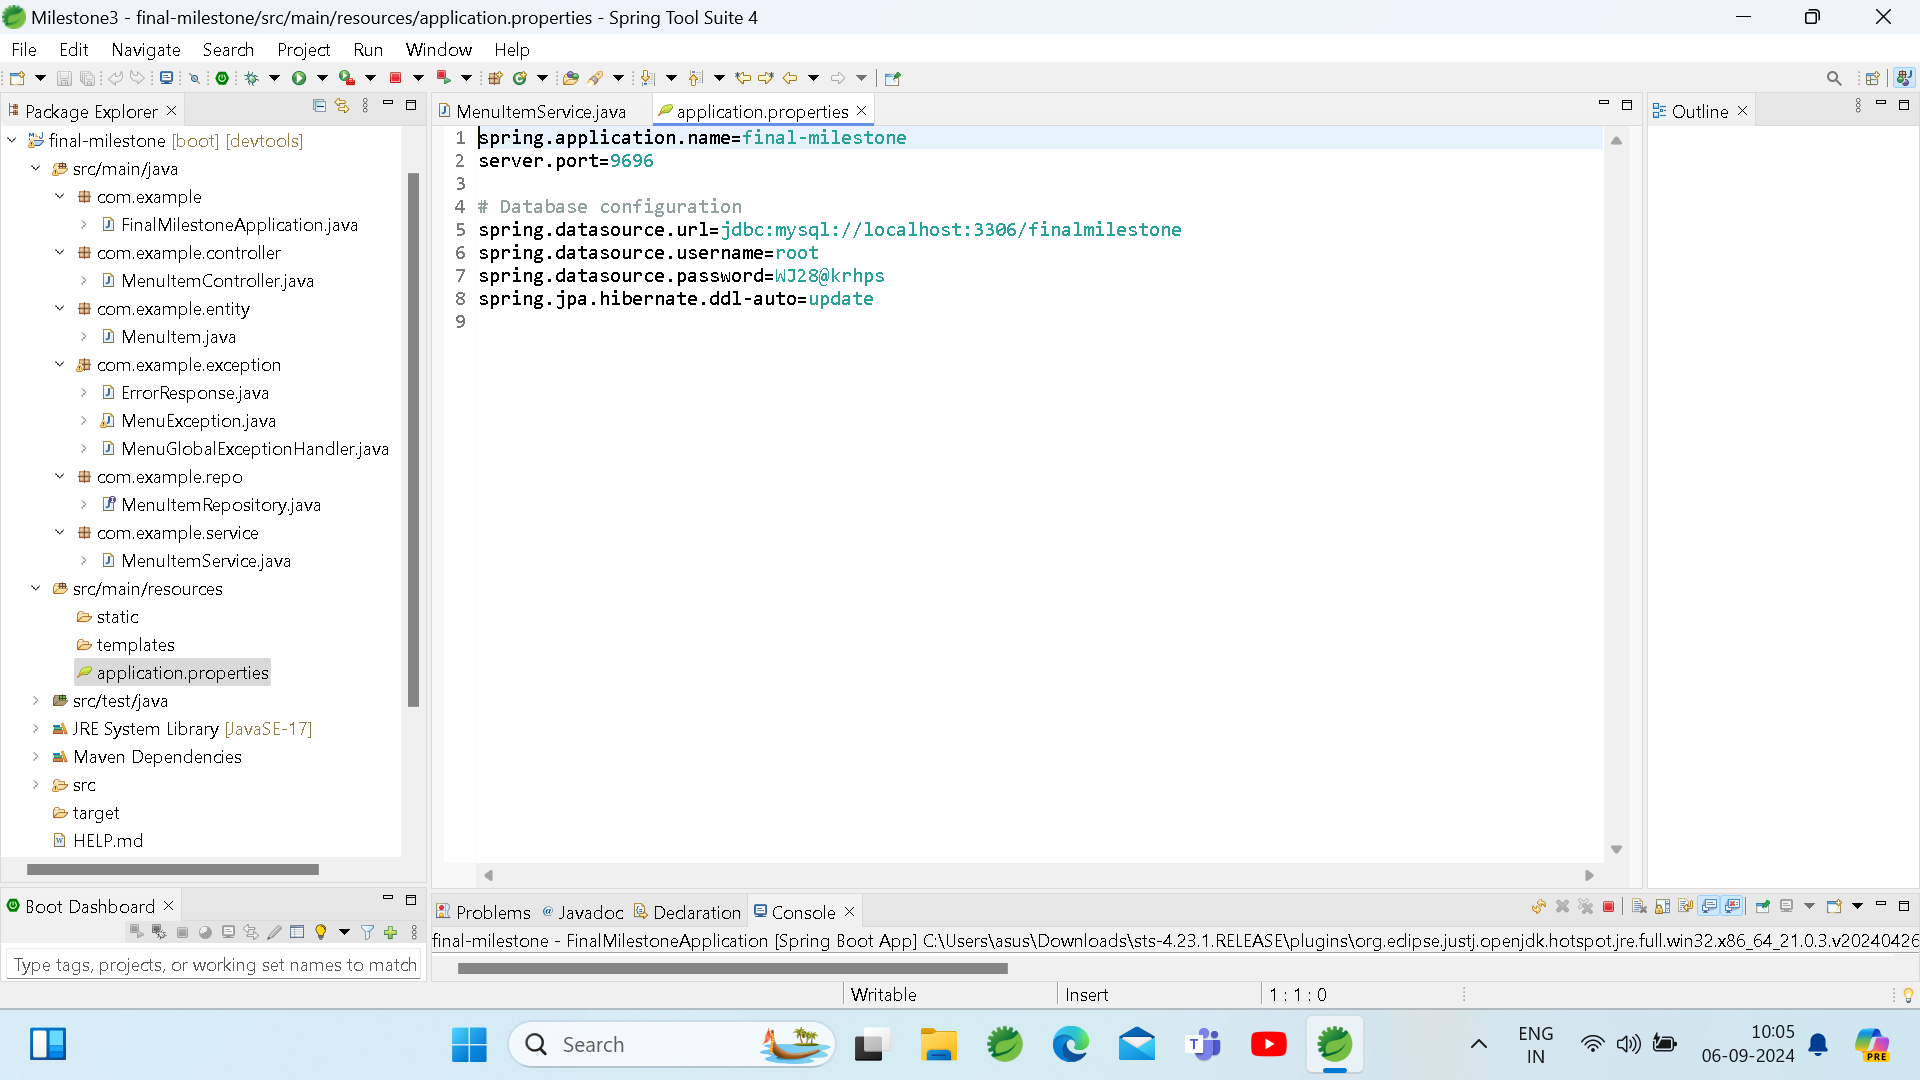 Milestone3 - final-milestone/src/main/resources/application.properties - Spring Tool Suite 4
File Edit Navigate Search Project Run Window Help
Package Explorer
final-milestone [boot] [devtools]
src/main/java
com.example
FinalMilestoneApplication.java
com.example.controller
MenuItemController.java
com.example.entity
MenuItem.java
com.example.exception
ErrorResponse.java
MenuException.java
MenuGlobalExceptionHandler.java
com.example.repo
MenuItemRepository.java
com.example.service
MenuItemService.java
src/main/resources
static
templates
application.properties
src/test/java
JRE System Library [JavaSE-17]
Maven Dependencies
src
target
HELP.md
MenuItemService.java application.properties
1 spring.application.name=final-milestone
2 server.port=9696
3
4 # Database configuration
5 spring.datasource.url=jdbc:mysql://localhost:3306/finalmilestone
6 spring.datasource.username=root
7 spring.datasource.password=WJ28@krhps
8 spring.jpa.hibernate.ddl-auto=update
9
Outline
Boot Dashboard
Type tags, projects, or working set names to match
Problems Javadoc Declaration Console
final-milestone - FinalMilestoneApplication [Spring Boot App] C:\Users\asus\Downloads\sts-4.23.1.RELEASE\plugins\org.eclipse.justj.openjdk.hotspot.jre.full.win32.x86_64_21.0.3.v20240426
Writable Insert 1 : 1 : 0
Search
ENG
IN
10:05
06-09-2024
PRE